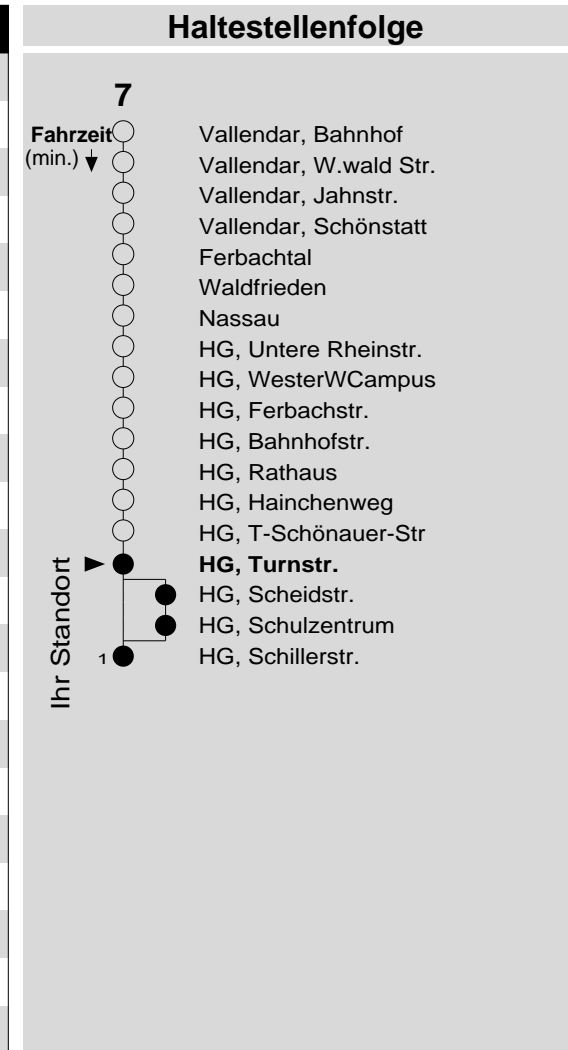 Haltestellenfolge
7
Fahrzeit
(min.)
Vallendar, Bahnhof
Vallendar, W.wald Str.
Vallendar, Jahnstr.
Vallendar, Schönstatt
Ferbachtal
Waldfrieden
Nassau
HG, Untere Rheinstr.
HG, WesterWCampus
HG, Ferbachstr.
HG, Bahnhofstr.
HG, Rathaus
HG, Hainchenweg
HG, T-Schönauer-Str
HG, Turnstr.
HG, Scheidstr.
HG, Schulzentrum
1 HG, Schillerstr.
Ihr Standort